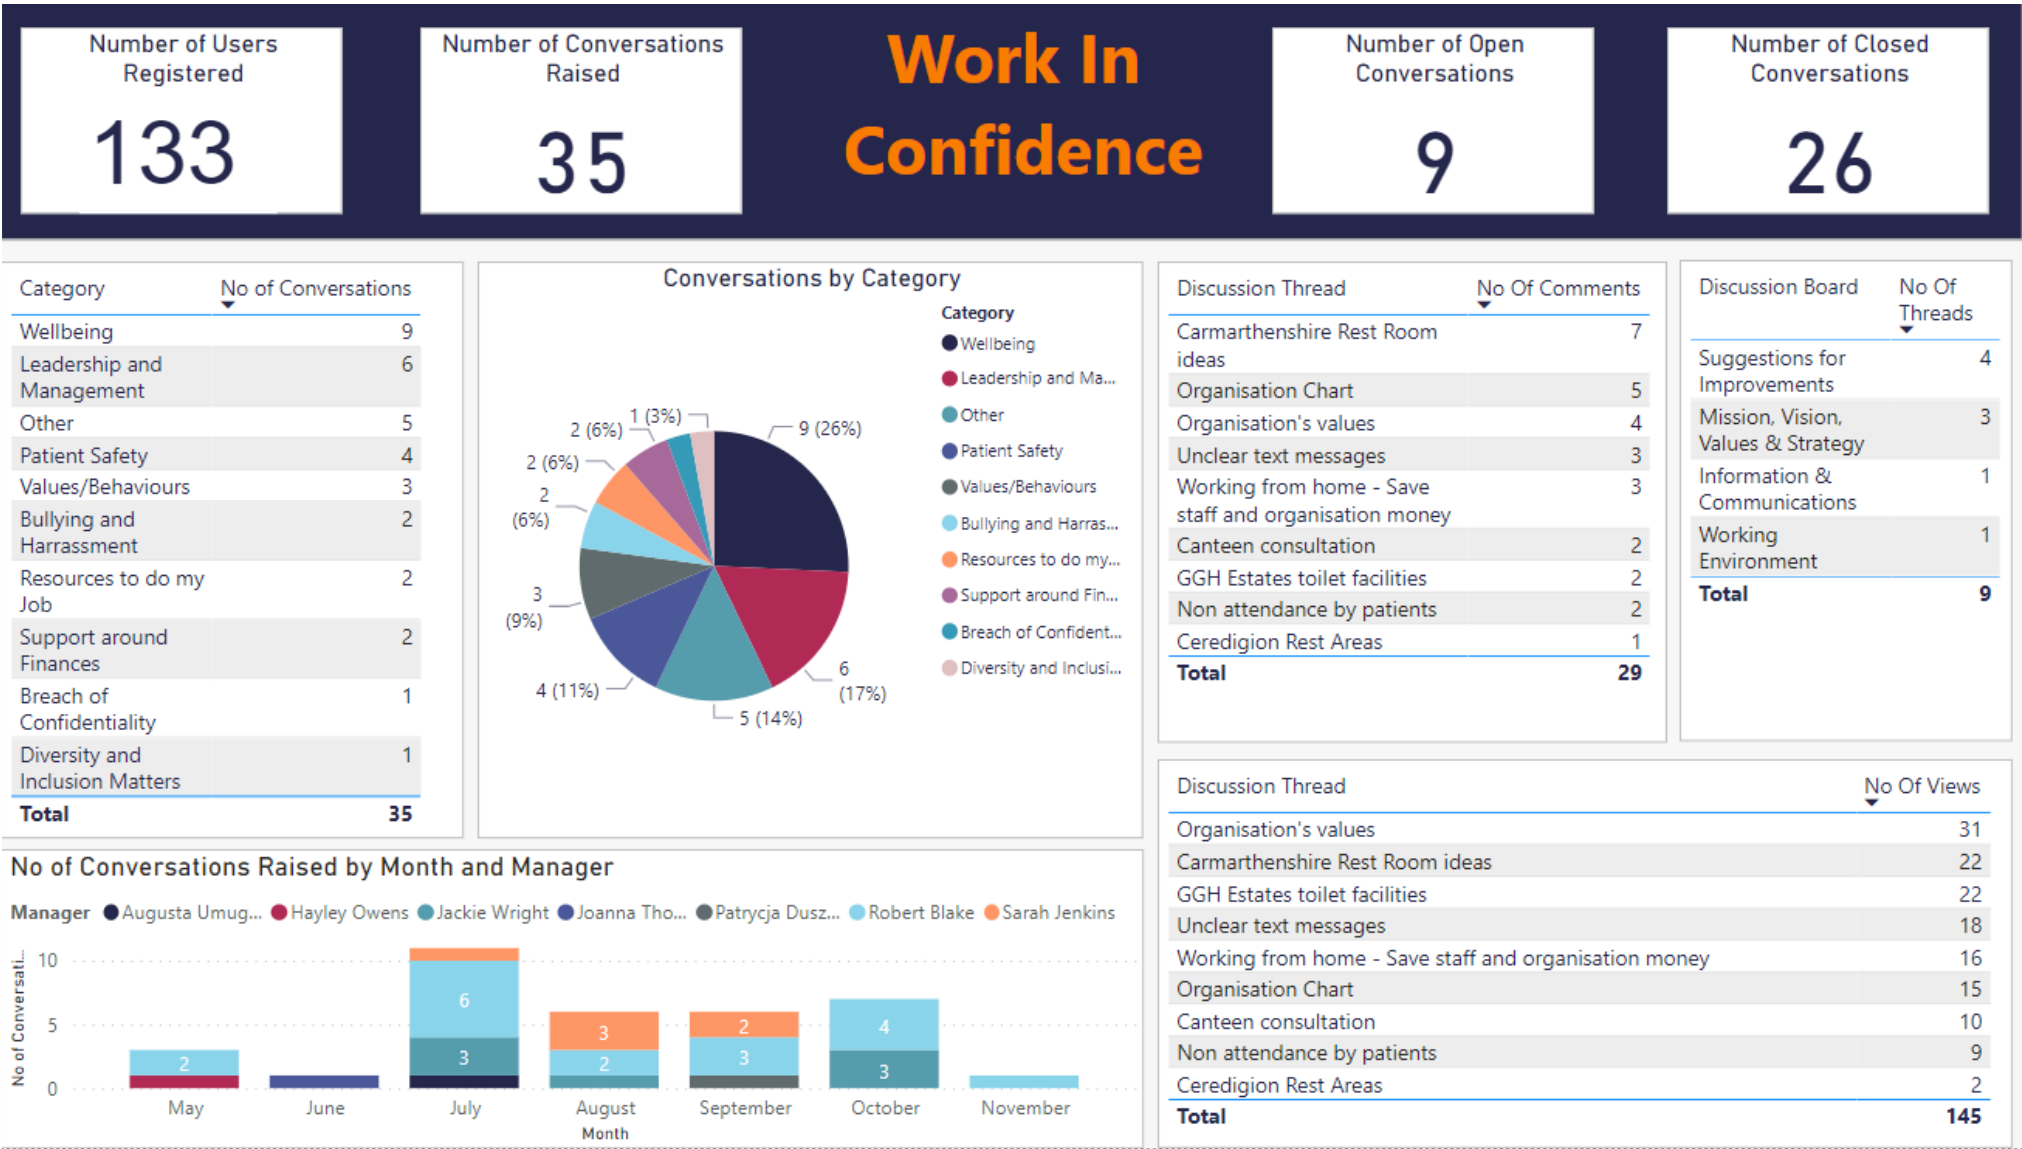 Number of Users
Registered
133
Number of Conversations
Raised
35
Work In
Confidence
Number of Open
Conversations
9
Number of Closed
Conversations
26
Category No of Conversations
Wellbeing 9
Leadership and 6
Management
Other 5
Patient Safety 4
Values/Behaviours 3
Bullying and 2
Harrassment
Resources to do my 2
Job
Support around 2
Finances
Breach of 1
Confidentiality
Diversity and 1
Inclusion Matters
Total 35
Conversations by Category
Category
Wellbeing
Leadership and Ma...
Other
Patient Safety
Values/Behaviours
Bullying and Harras...
Resources to do my...
Support around Fin...
Breach of Confident...
Diversity and Inclusi...
1 (3%)
2 (6%)
2 (6%)
2
(6%)
3
(9%)
4 (11%)
5 (14%)
6
(17%)
9 (26%)
Discussion Thread No Of Comments
Carmarthenshire Rest Room 7
ideas
Organisation Chart 5
Organisation's values 4
Unclear text messages 3
Working from home - Save 3
staff and organisation money
Canteen consultation 2
GGH Estates toilet facilities 2
Non attendance by patients 2
Ceredigion Rest Areas 1
Total 29
Discussion Board No Of
Threads
Suggestions for 4
Improvements
Mission, Vision, 3
Values & Strategy
Information & 1
Communications
Working 1
Environment
Total 9
No of Conversations Raised by Month and Manager
Manager Augusta Umug... Hayley Owens Jackie Wright Joanna Tho... Patrycja Dusz... Robert Blake Sarah Jenkins
No of Conversati...
10
5
0
2
6
3
3
2
2
3
4
3
May June July August September October November
Month
Discussion Thread No Of Views
Organisation's values 31
Carmarthenshire Rest Room ideas 22
GGH Estates toilet facilities 22
Unclear text messages 18
Working from home - Save staff and organisation money 16
Organisation Chart 15
Canteen consultation 10
Non attendance by patients 9
Ceredigion Rest Areas 2
Total 145